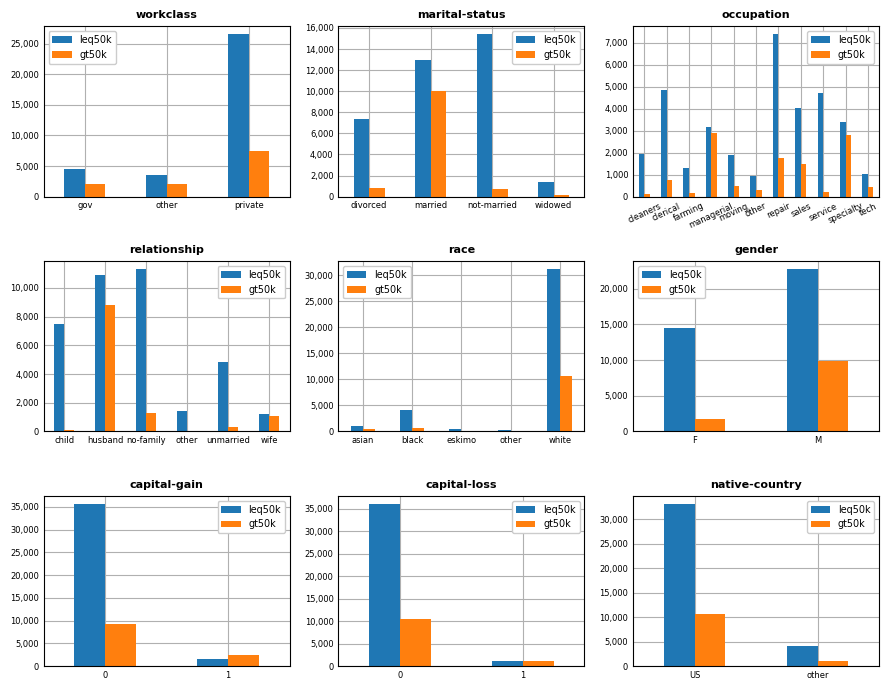 workclass
25,000
20,000
15,000
10,000
5,000
0
leq50k
gt50k
gov other private
marital-status
16,000
14,000
12,000
10,000
8,000
6,000
4,000
2,000
0
leq50k
gt50k
divorced married not-married widowed
occupation
7,000
6,000
5,000
4,000
3,000
2,000
1,000
0
leq50k
gt50k
cleaners clerical farming managerial moving other repair sales service specialty tech
relationship
10,000
8,000
6,000
4,000
2,000
0
leq50k
gt50k
child husband no-family other unmarried wife
race
30,000
25,000
20,000
15,000
10,000
5,000
0
leq50k
gt50k
asian black eskimo other white
gender
20,000
15,000
10,000
5,000
0
leq50k
gt50k
F M
capital-gain
35,000
30,000
25,000
20,000
15,000
10,000
5,000
0
leq50k
gt50k
0 1
capital-loss
35,000
30,000
25,000
20,000
15,000
10,000
5,000
0
leq50k
gt50k
0 1
native-country
30,000
25,000
20,000
15,000
10,000
5,000
0
leq50k
gt50k
US other